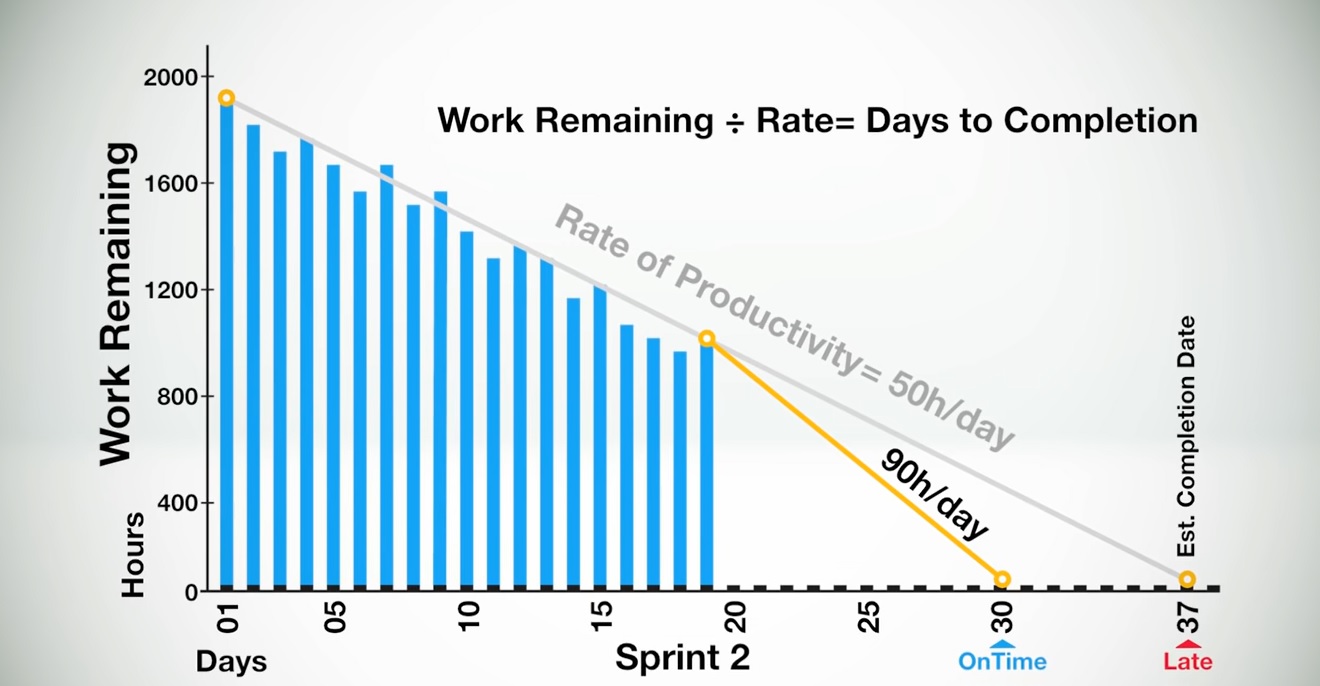 Work Remaining ÷ Rate= Days to Completion
Work Remaining
Hours
2000
1600
1200
800
400
0
Rate of Productivity= 50h/day
90h/day
Est. Completion Date
01
05
10
15
20
25
30
37
Days
Sprint 2
OnTime
Late